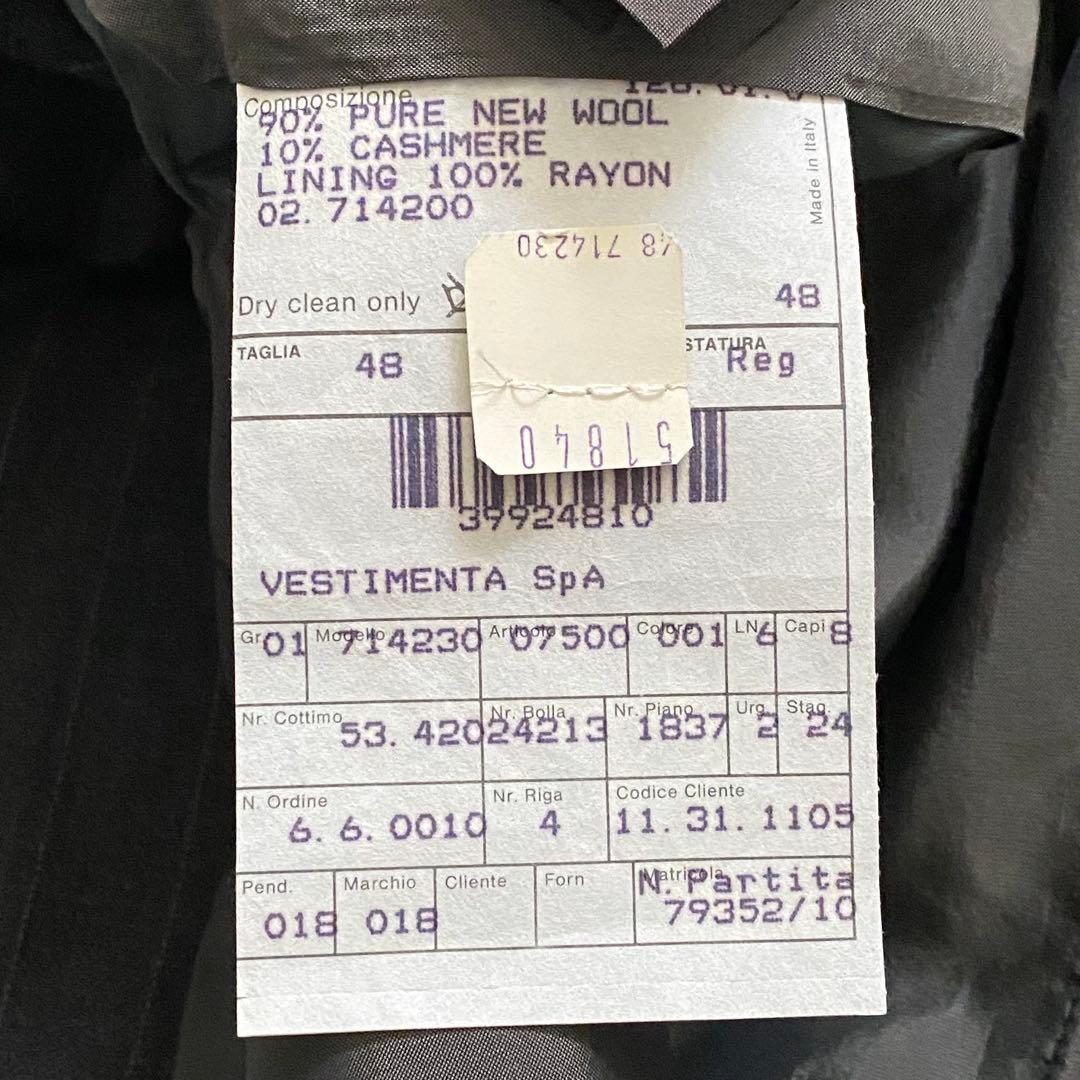 Composizione
90% PURE NEW WOOL
10% CASHMERE
LINING 100% RAYON
02. 714200
Made in Italy
48 714230
Dry clean only
48
TAGLIA 48
STATURA Reg
51840
39924810
VESTIMENTA SpA
Gr 01 Modello 714230 Articolo 07500 Colore 001 LN 6 Capi 8
Nr. Cottimo 53. 420 Nr. Bolla 24213 Nr. Piano 1837 Urg. 2 Stag. 24
N. Ordine 6. 6. 0010 Nr. Riga 4 Codice Cliente 11. 31. 1105
Pend. 018 Marchio 018 Cliente Forn Matricola N. Partita
79352/10